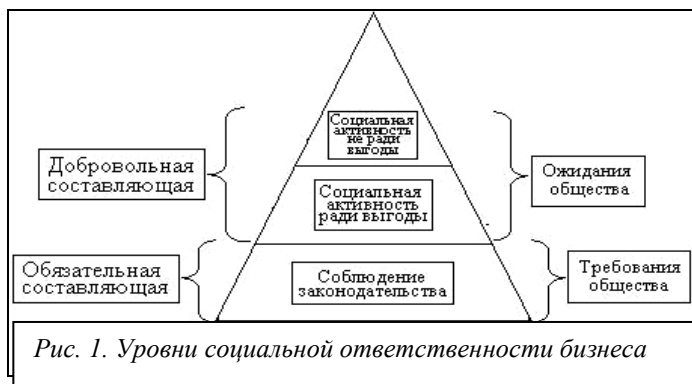 Социальная
активность
не ради
выгоды
Добровольная
составляющая
Социальная
активность
ради выгоды
Ожидания
общества
Обязательная
составляющая
Соблюдение
законодательства
Требования
общества
Рис. 1. Уровни социальной ответственности бизнеса